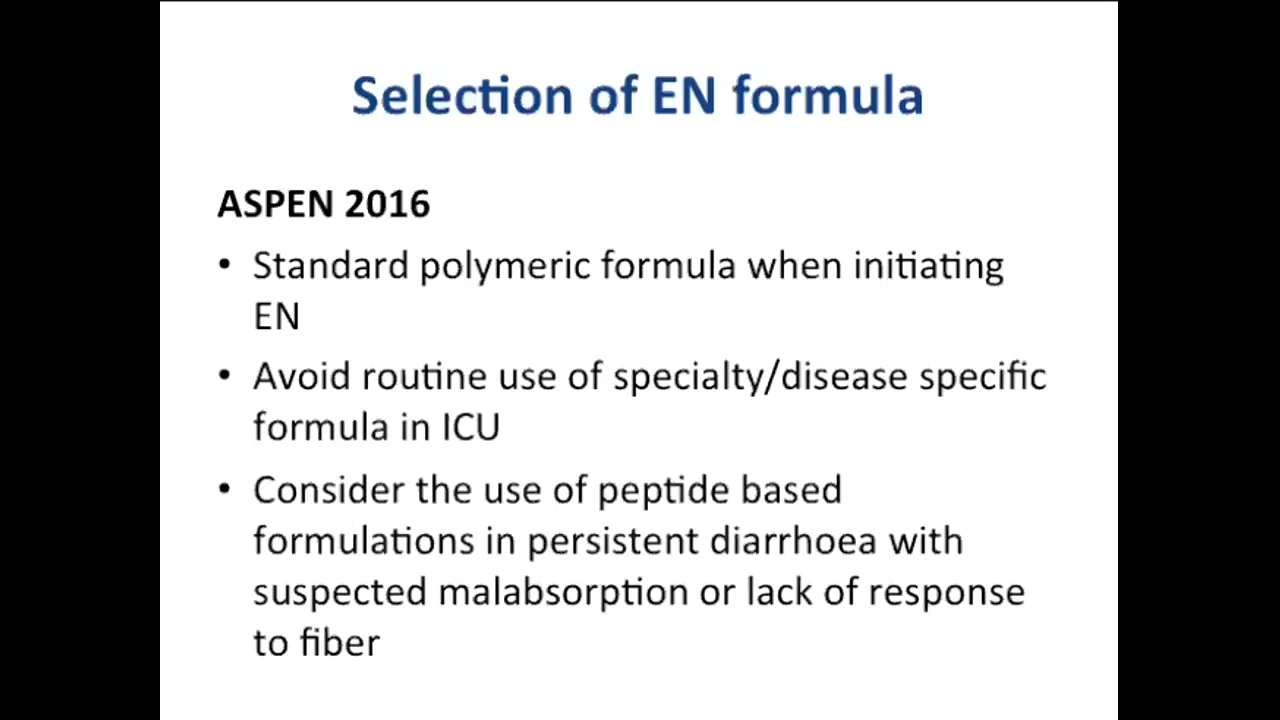 Selection of EN formula
ASPEN 2016
• Standard polymeric formula when initiating
EN
• Avoid routine use of specialty/disease specific
formula in ICU
• Consider the use of peptide based
formulations in persistent diarrhoea with
suspected malabsorption or lack of response
to fiber